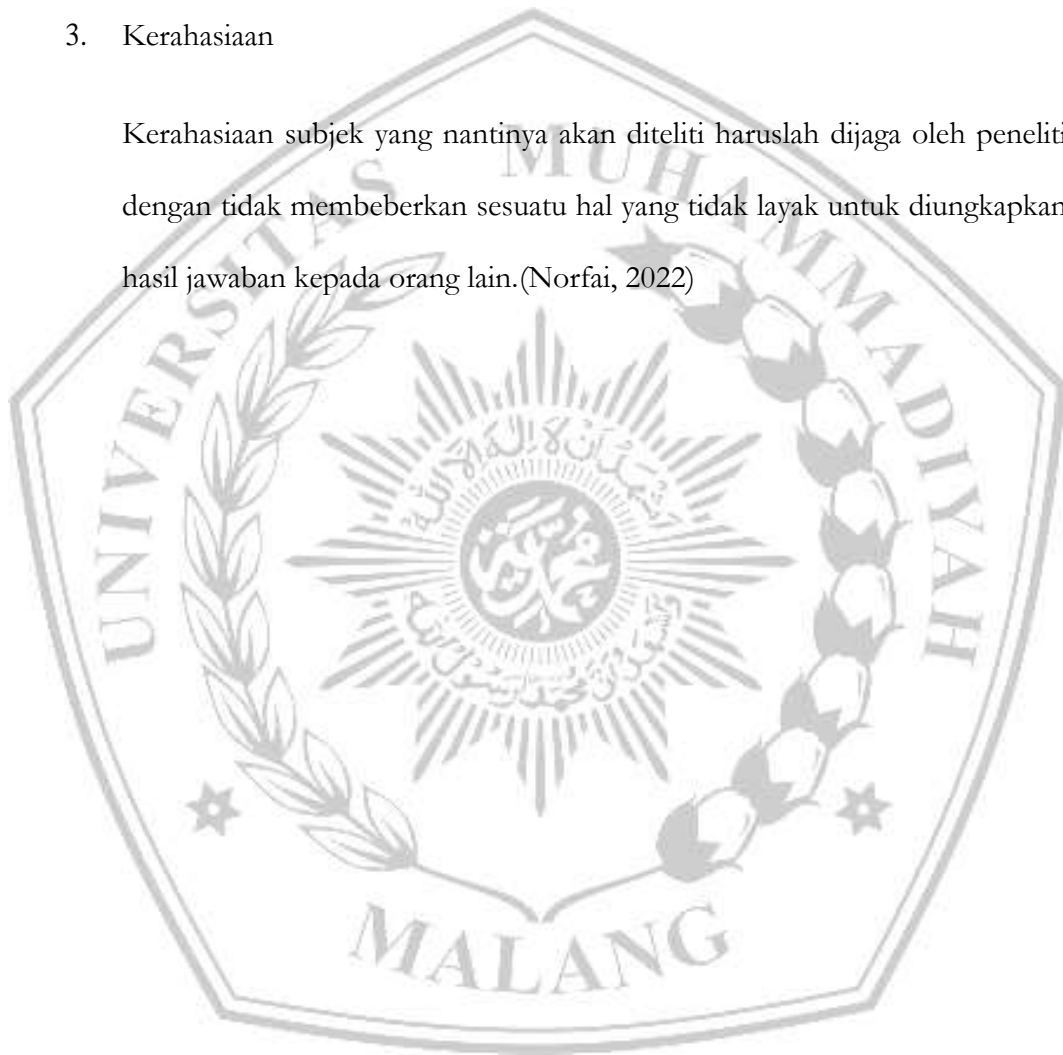 3. Kerahasiaan
Kerahasiaan subjek yang nantinya akan diteliti haruslah dijaga oleh peneliti
dengan tidak membeberkan sesuatu hal yang tidak layak untuk diungkapkan
hasil jawaban kepada orang lain.(Norfai, 2022)
UNIVERSITAS MUHAMMADIYAH
MALANG